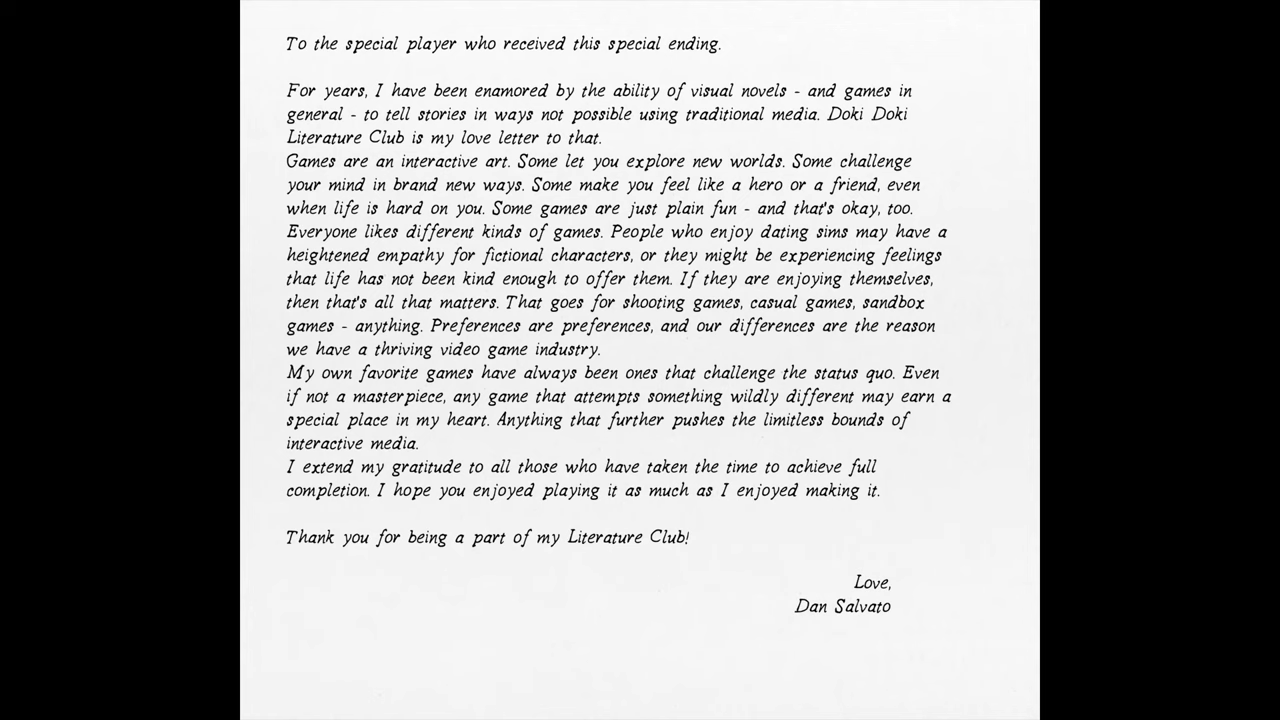 To the special player who received this special ending.
For years, I have been enamored by the ability of visual novels - and games in
general - to tell stories in ways not possible using traditional media. Doki Doki
Literature Club is my love letter to that.
Games are an interactive art. Some let you explore new worlds. Some challenge
your mind in brand new ways. Some make you feel like a hero or a friend, even
when life is hard on you. Some games are just plain fun - and that's okay, too.
Everyone likes different kinds of games. People who enjoy dating sims may have a
heightened empathy for fictional characters, or they might be experiencing feelings
that life has not been kind enough to offer them. If they are enjoying themselves,
then that's all that matters. That goes for shooting games, casual games, sandbox
games - anything. Preferences are preferences, and our differences are the reason
we have a thriving video game industry.
My own favorite games have always been ones that challenge the status quo. Even
if not a masterpiece, any game that attempts something wildly different may earn a
special place in my heart. Anything that further pushes the limitless bounds of
interactive media.
I extend my gratitude to all those who have taken the time to achieve full
completion. I hope you enjoyed playing it as much as I enjoyed making it.
Thank you for being a part of my Literature Club!
Love,
Dan Salvato